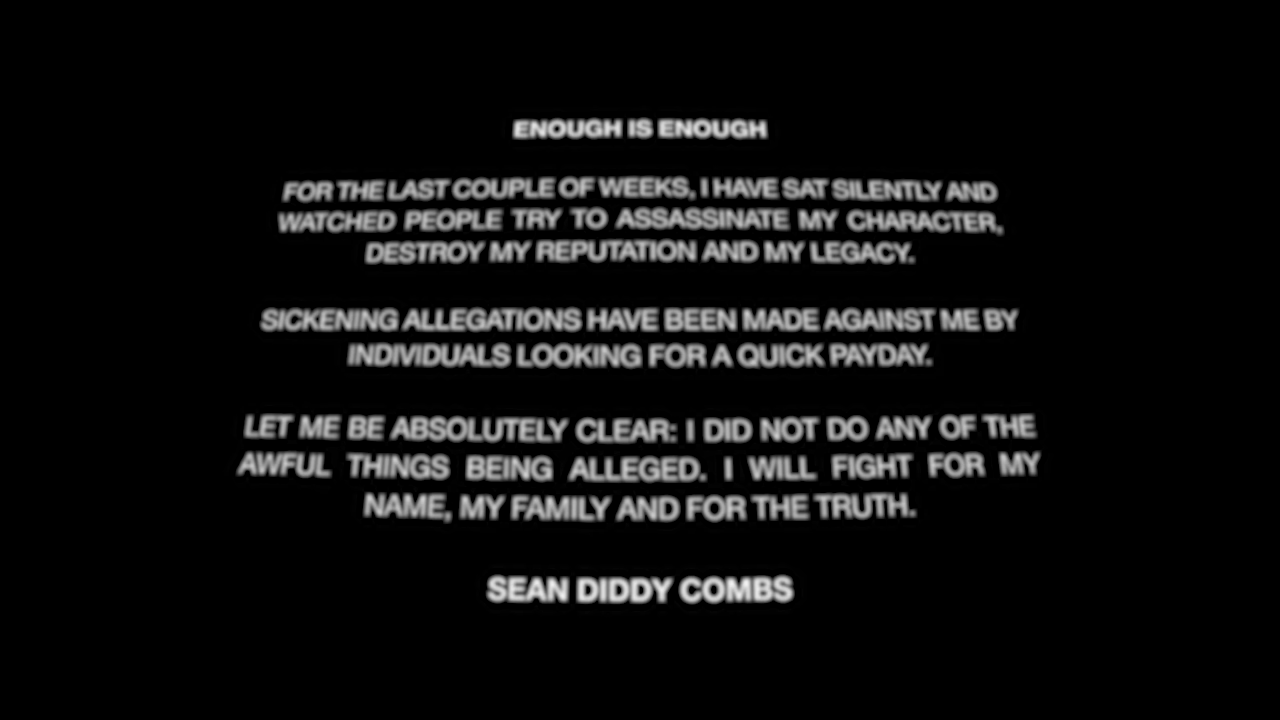 ENOUGH IS ENOUGH
FOR THE LAST COUPLE OF WEEKS, I HAVE SAT SILENTLY AND
WATCHED PEOPLE TRY TO ASSASSINATE MY CHARACTER,
DESTROY MY REPUTATION AND MY LEGACY.
SICKENING ALLEGATIONS HAVE BEEN MADE AGAINST ME BY
INDIVIDUALS LOOKING FOR A QUICK PAYDAY.
LET ME BE ABSOLUTELY CLEAR: I DID NOT DO ANY OF THE
AWFUL THINGS BEING ALLEGED. I WILL FIGHT FOR MY
NAME, MY FAMILY AND FOR THE TRUTH.
SEAN DIDDY COMBS